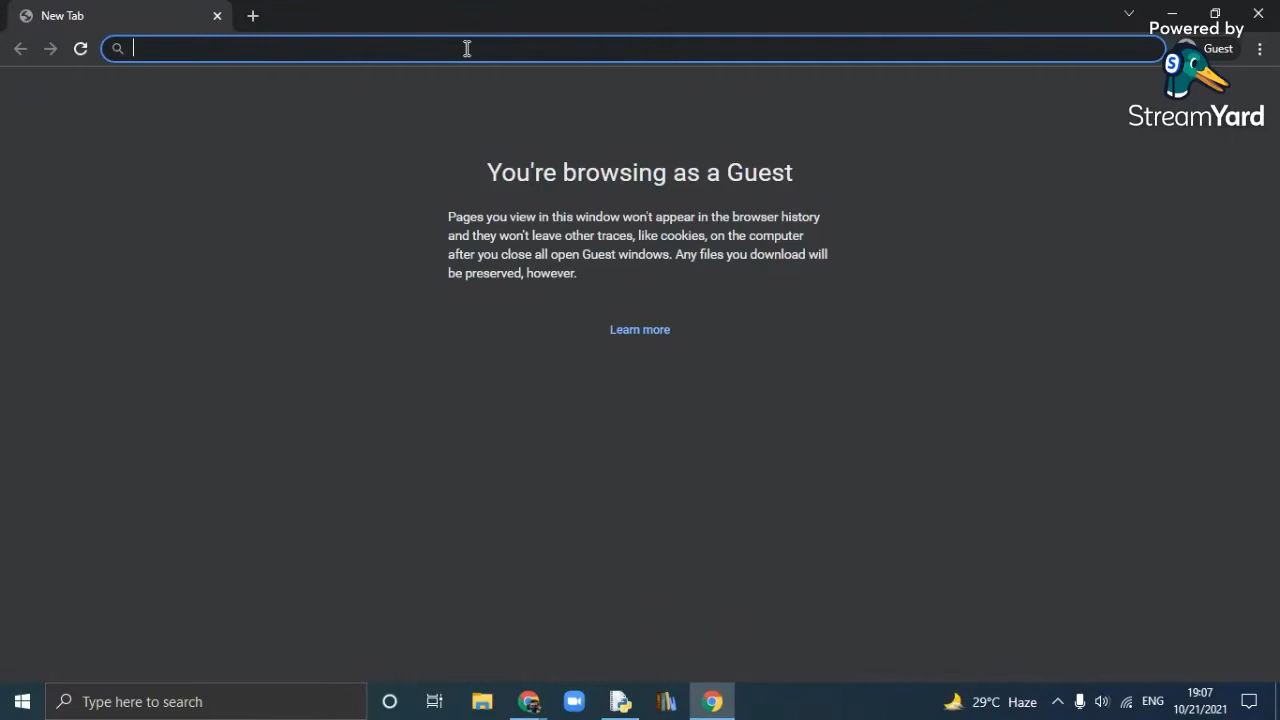 New Tab
Powered by
Guest
S
StreamYard
You're browsing as a Guest
Pages you view in this window won't appear in the browser history
and they won't leave other traces, like cookies, on the computer
after you close all open Guest windows. Any files you download will
be preserved, however.
Learn more
Type here to search
29°C Haze
ENG
19:07
10/21/2021